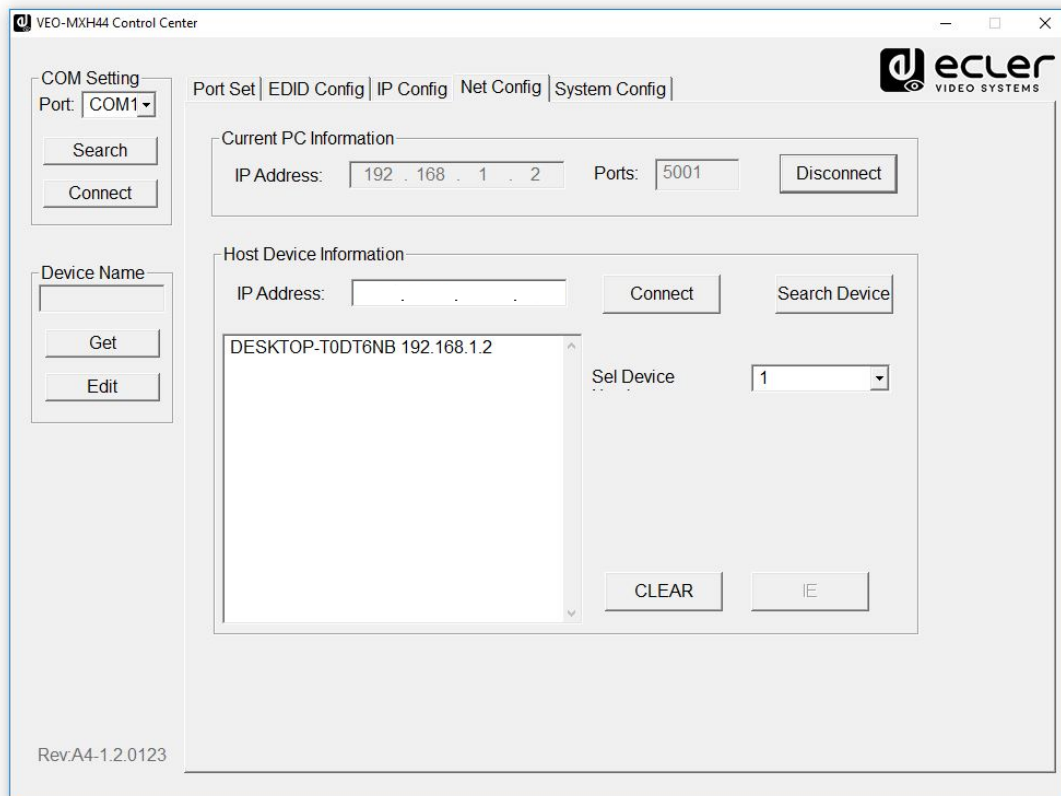 VEO-MXH44 Control Center
ecler
VIDEO SYSTEMS
COM Setting
Port: COM1
Search
Connect
Device Name
Get
Edit
Rev:A4-1.2.0123
Port Set EDID Config IP Config Net Config System Config
Current PC Information
IP Address: 192 . 168 . 1 . 2 Ports: 5001 Disconnect
Host Device Information
IP Address: . . . Connect Search Device
DESKTOP-T0DT6NB 192.168.1.2
Sel Device 1
CLEAR IE